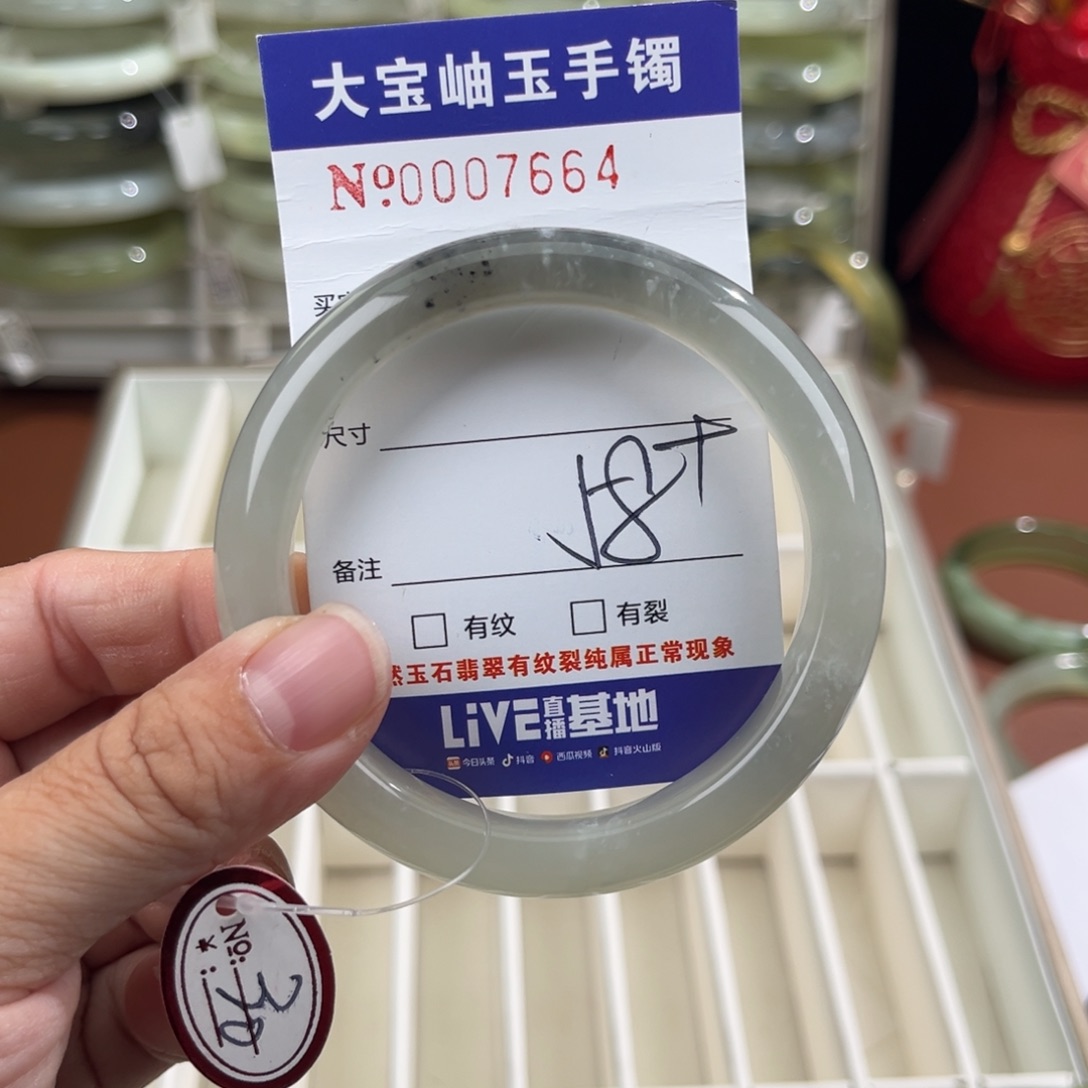 大宝岫玉手镯
Nº0007664
买
尺寸
备注
有纹 有裂
然玉石翡翠有纹裂纯属正常现象
LiVE直播基地
今日头条 抖音 西瓜视频 抖音火山版
Nö